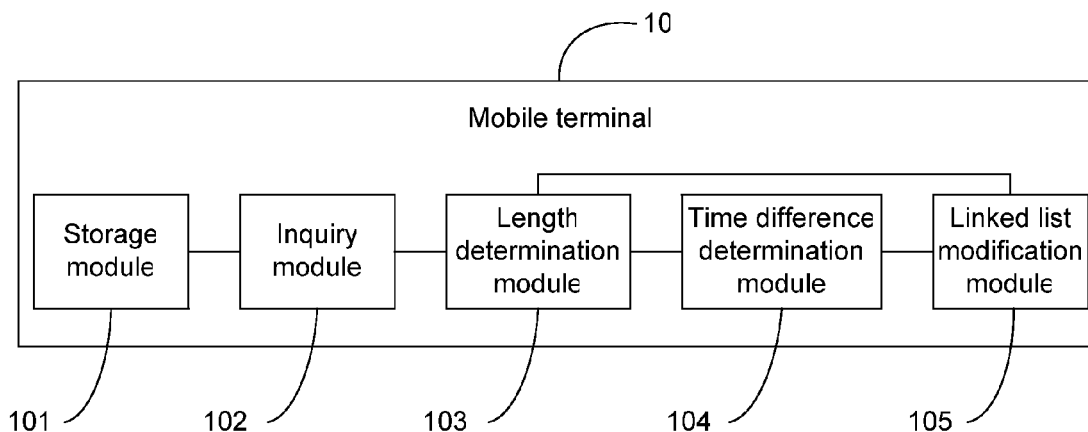 10
Mobile terminal
Storage
module
Inquiry
module
Length
determination
module
Time difference
determination
module
Linked list
modification
module
101
102
103
104
105